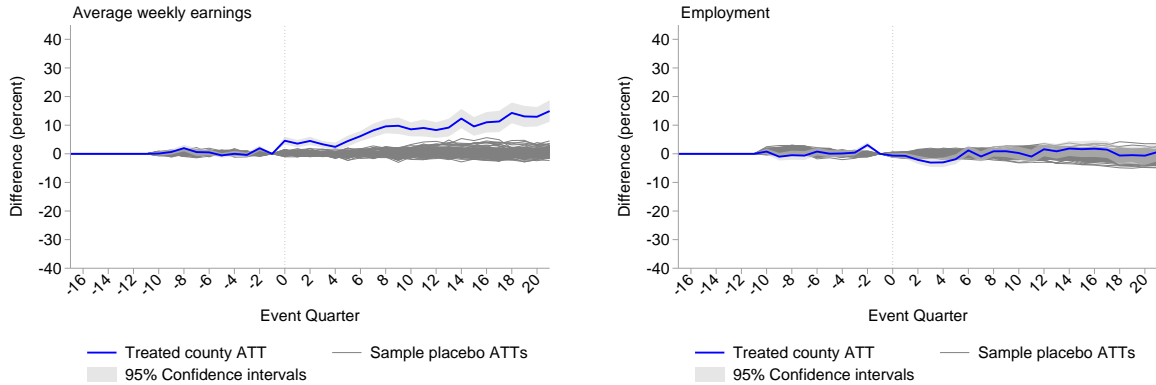 Average weekly earnings
Difference (percent)
40
30
20
10
0
-10
-20
-30
-40
-16 -14 -12 -10 -8 -6 -4 -2 0 2 4 6 8 10 12 14 16 18 20
Event Quarter
Treated county ATT Sample placebo ATTs
95% Confidence intervals
Employment
Difference (percent)
40
30
20
10
0
-10
-20
-30
-40
-16 -14 -12 -10 -8 -6 -4 -2 0 2 4 6 8 10 12 14 16 18 20
Event Quarter
Treated county ATT Sample placebo ATTs
95% Confidence intervals